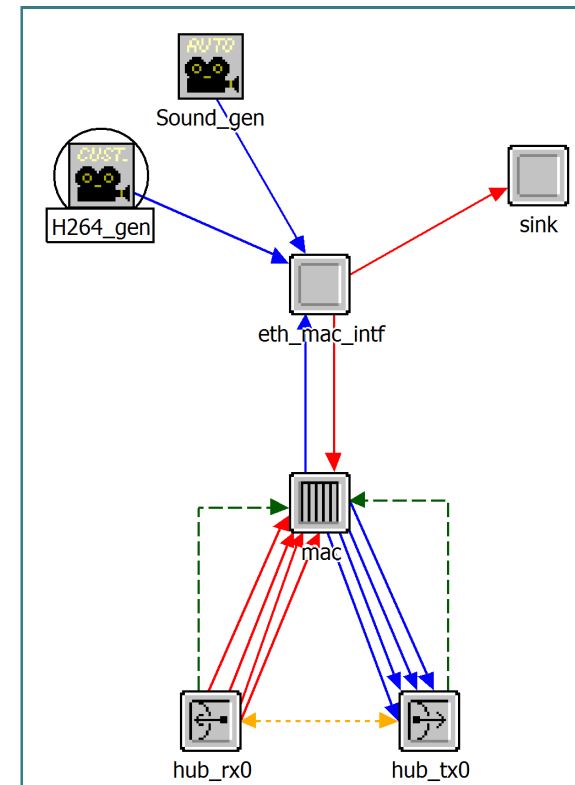 AUTO
Sound_gen
CUST.
H264_gen
sink
eth_mac_intf
mac
hub_rx0
hub_tx0